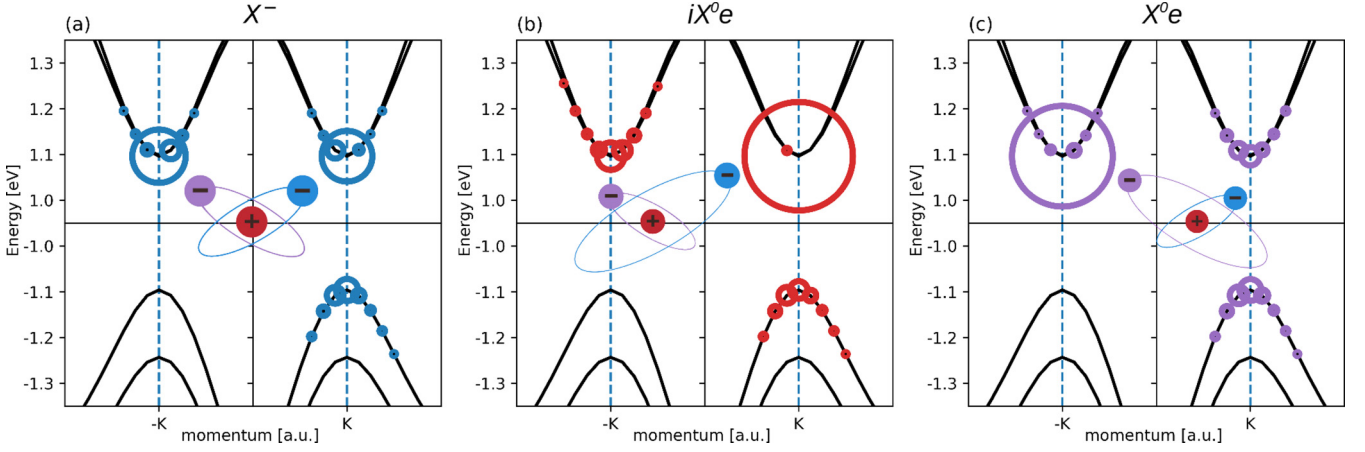 X⁻
iX⁰e
X⁰e
(a)
(b)
(c)
Energy [eV]
1.3
1.2
1.1
1.0
-1.0
-1.1
-1.2
-1.3
-K
K
momentum [a.u.]
−
−
+
Energy [eV]
1.3
1.2
1.1
1.0
-1.0
-1.1
-1.2
-1.3
-K
K
momentum [a.u.]
−
−
+
Energy [eV]
1.3
1.2
1.1
1.0
-1.0
-1.1
-1.2
-1.3
-K
K
momentum [a.u.]
−
−
+